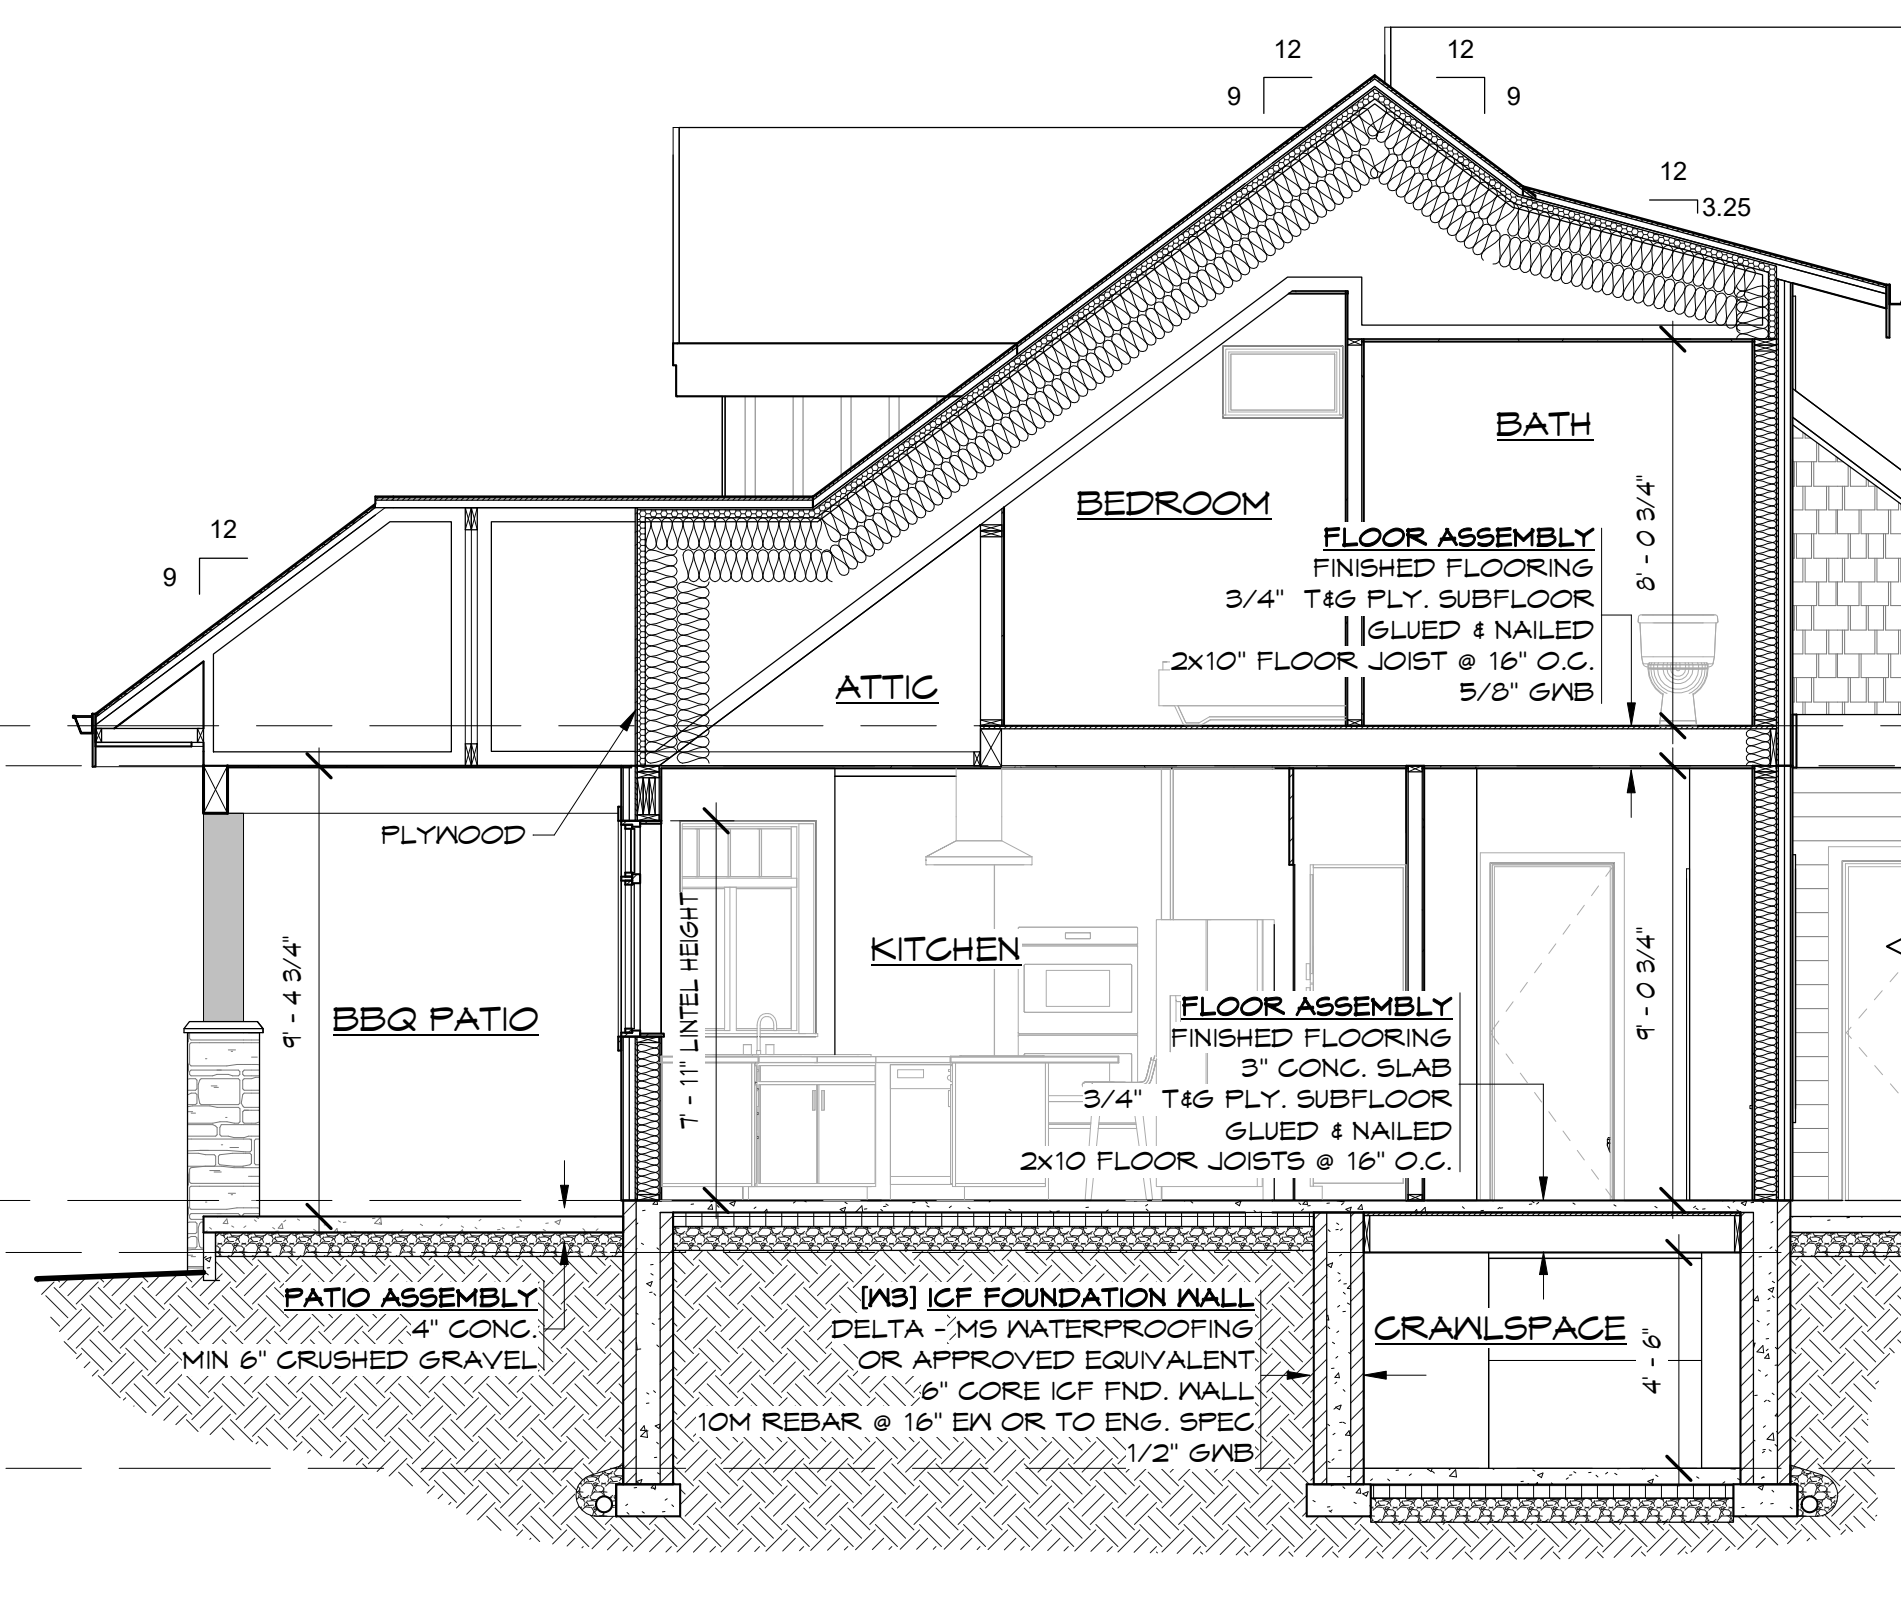 12
12
9
9
12
3.25
12
9
BATH
BEDROOM
8' - 0 3/4"
FLOOR ASSEMBLY
FINISHED FLOORING
3/4" T&G PLY. SUBFLOOR
GLUED & NAILED
2x10" FLOOR JOIST @ 16" O.C.
5/8" GWB
ATTIC
PLYWOOD
7' - 11" LINTEL HEIGHT
KITCHEN
9' - 4 3/4"
BBQ PATIO
9' - 0 3/4"
FLOOR ASSEMBLY
FINISHED FLOORING
3" CONC. SLAB
3/4" T&G PLY. SUBFLOOR
GLUED & NAILED
2x10 FLOOR JOISTS @ 16" O.C.
PATIO ASSEMBLY
4" CONC.
MIN 6" CRUSHED GRAVEL
[W3] ICF FOUNDATION WALL
DELTA - MS WATERPROOFING
OR APPROVED EQUIVALENT
6" CORE ICF FND. WALL
10M REBAR @ 16" EW OR TO ENG. SPEC
1/2" GWB
CRAWLSPACE
4' - 6"